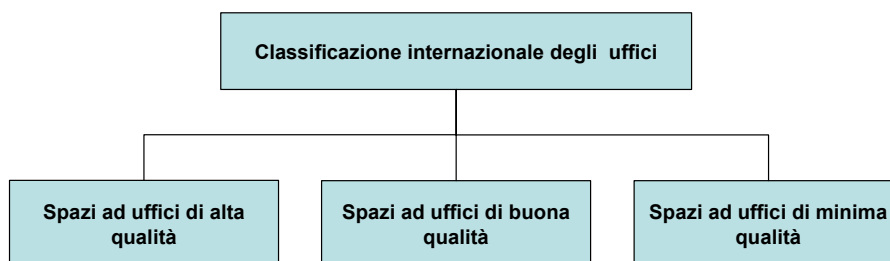 Classificazione internazionale degli  uffici
Spazi ad uffici di alta
qualità
Spazi ad uffici di buona
qualità
Spazi ad uffici di minima
qualità